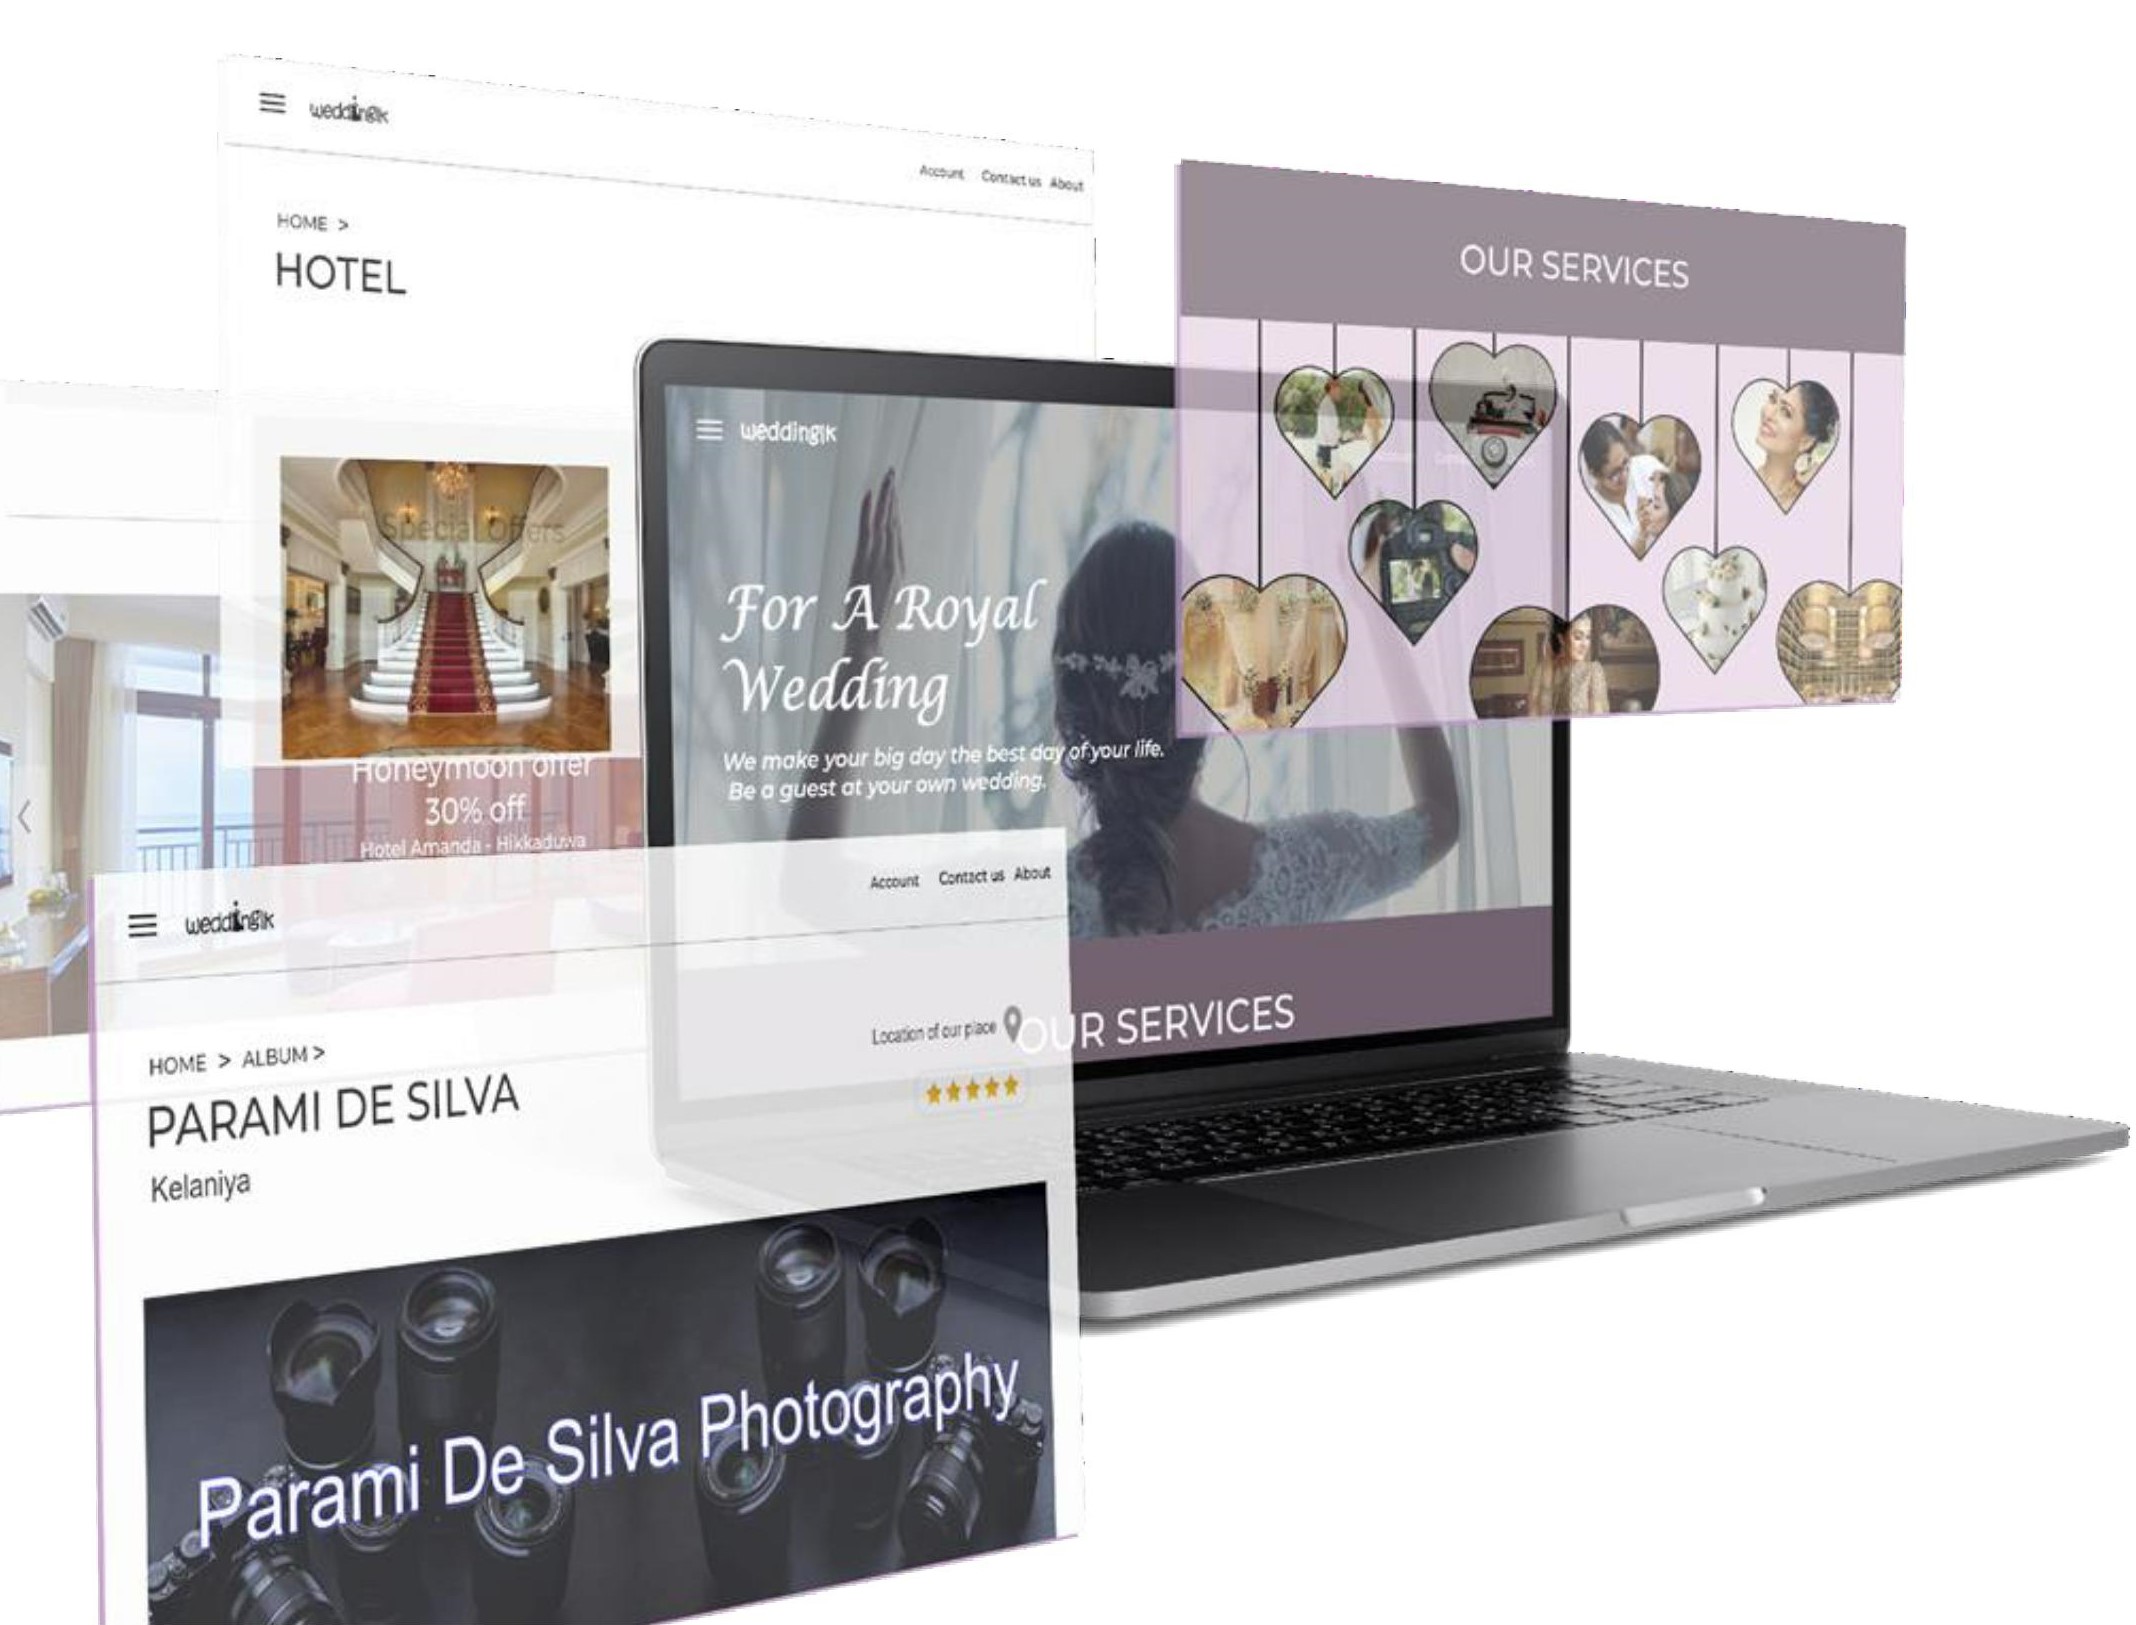 weddinglk
Account Contact us About
HOME >
HOTEL
Special Offers
Honeymoon offer
30% off
Hotel Amanda - Hikkaduwa
weddinglk
For A Royal
Wedding
We make your big day the best day of your life.
Be a guest at your own wedding.
OUR SERVICES
OUR SERVICES
weddinglk
Account Contact us About
Location of our place
HOME > ALBUM >
PARAMI DE SILVA
Kelaniya
Parami De Silva Photography